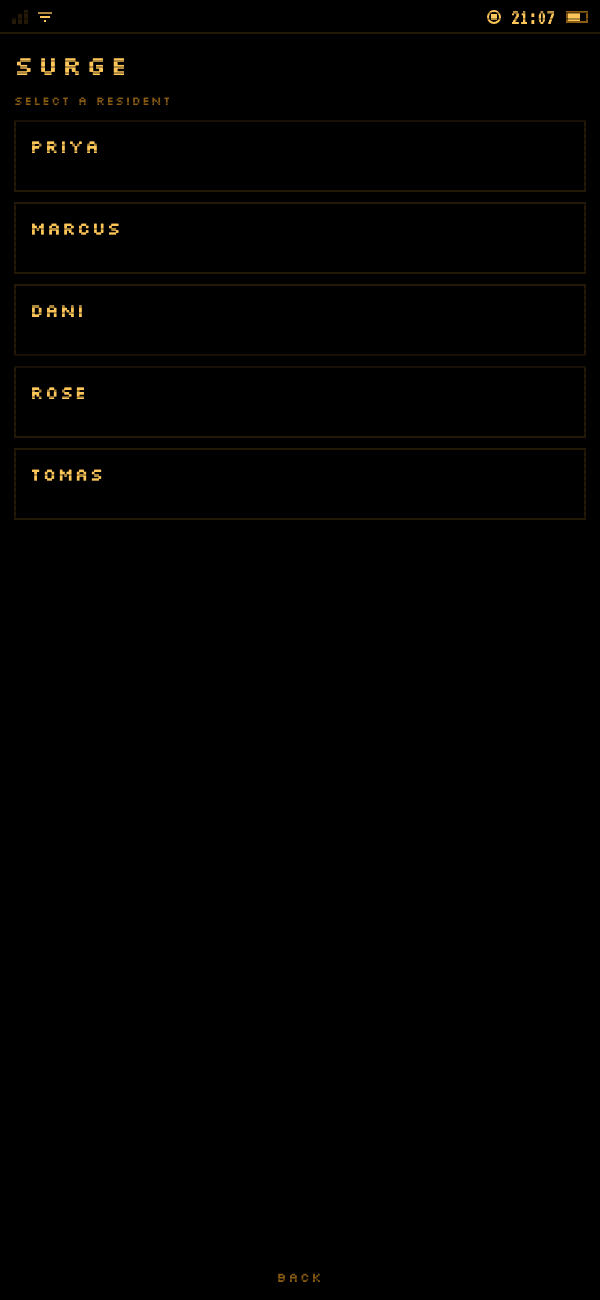 21:07
SURGE
SELECT A RESIDENT
PRIYA
MARCUS
DANI
ROSE
TOMAS
BACK